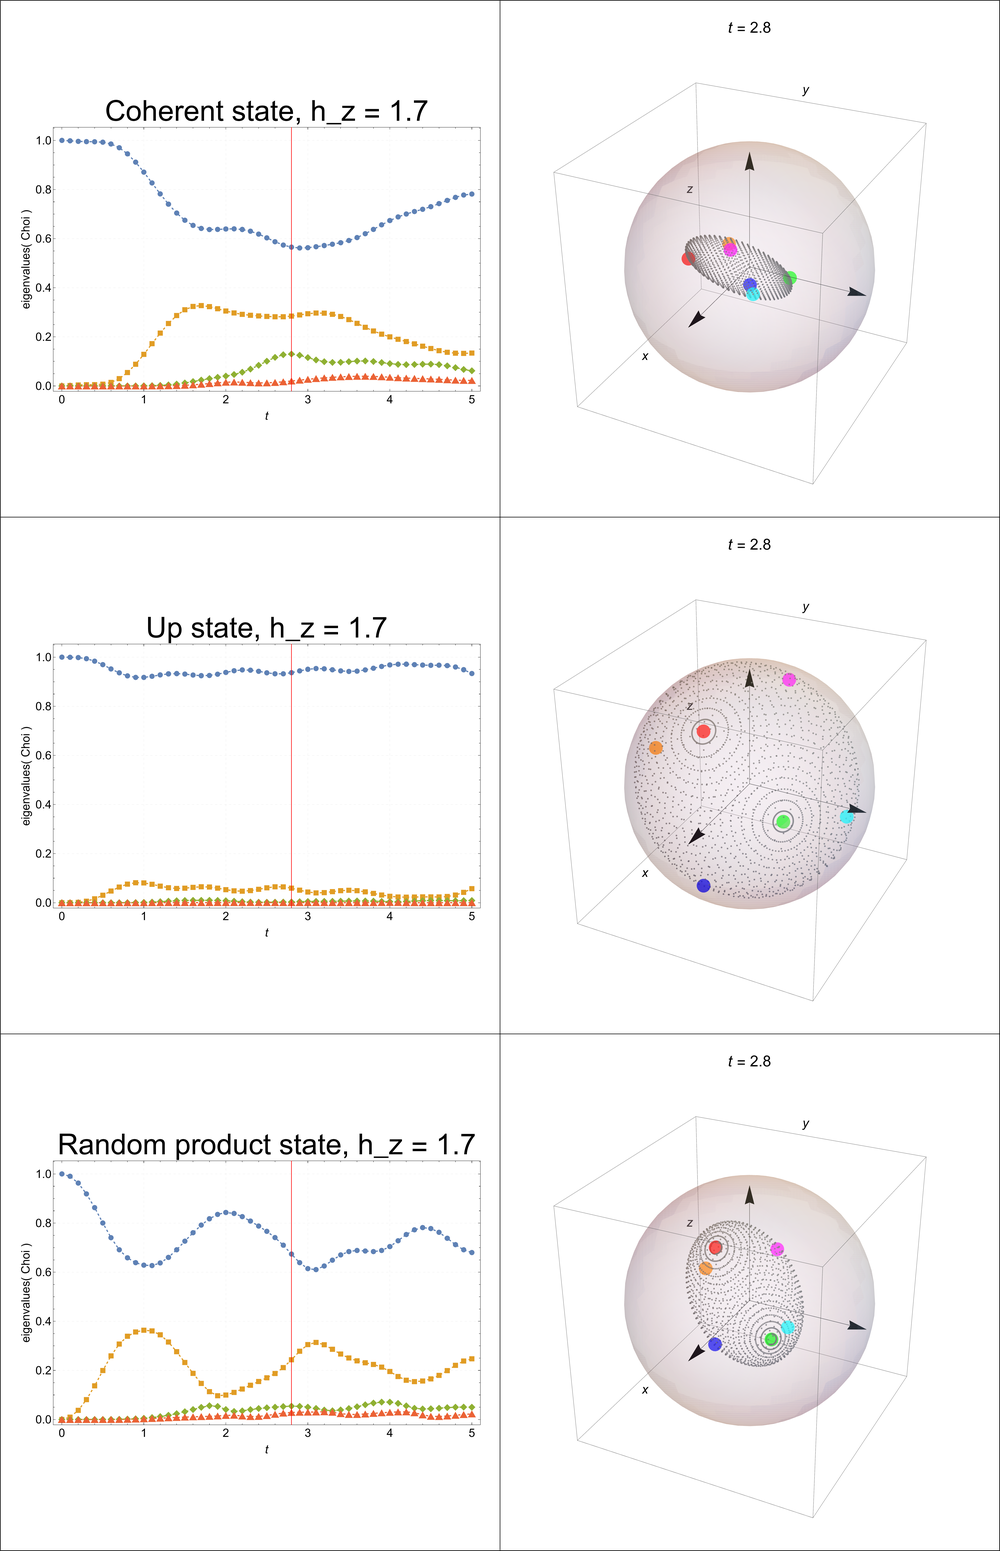 t = 2.8
Coherent state, h_z = 1.7
eigenvalues( Choi )
1.0
0.8
0.6
0.4
0.2
0.0
0 1 2 3 4 5
t
y
z
x
t = 2.8
Up state, h_z = 1.7
eigenvalues( Choi )
1.0
0.8
0.6
0.4
0.2
0.0
0 1 2 3 4 5
t
y
z
x
t = 2.8
Random product state, h_z = 1.7
eigenvalues( Choi )
1.0
0.8
0.6
0.4
0.2
0.0
0 1 2 3 4 5
t
y
z
x